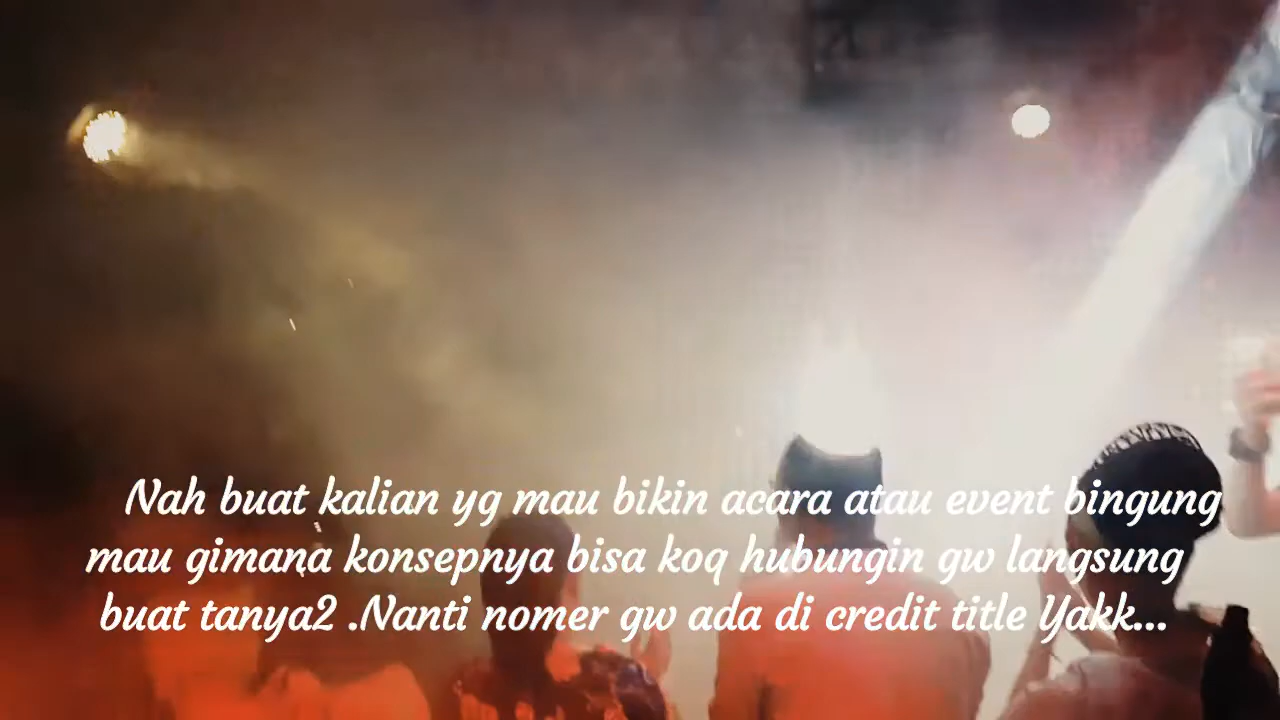 Nah buat kalian yg mau bikin acara atau event bingung
mau gimana konsepnya bisa koq hubungin gw langsung
buat tanya2 .Nanti nomer gw ada di credit title Yakk...